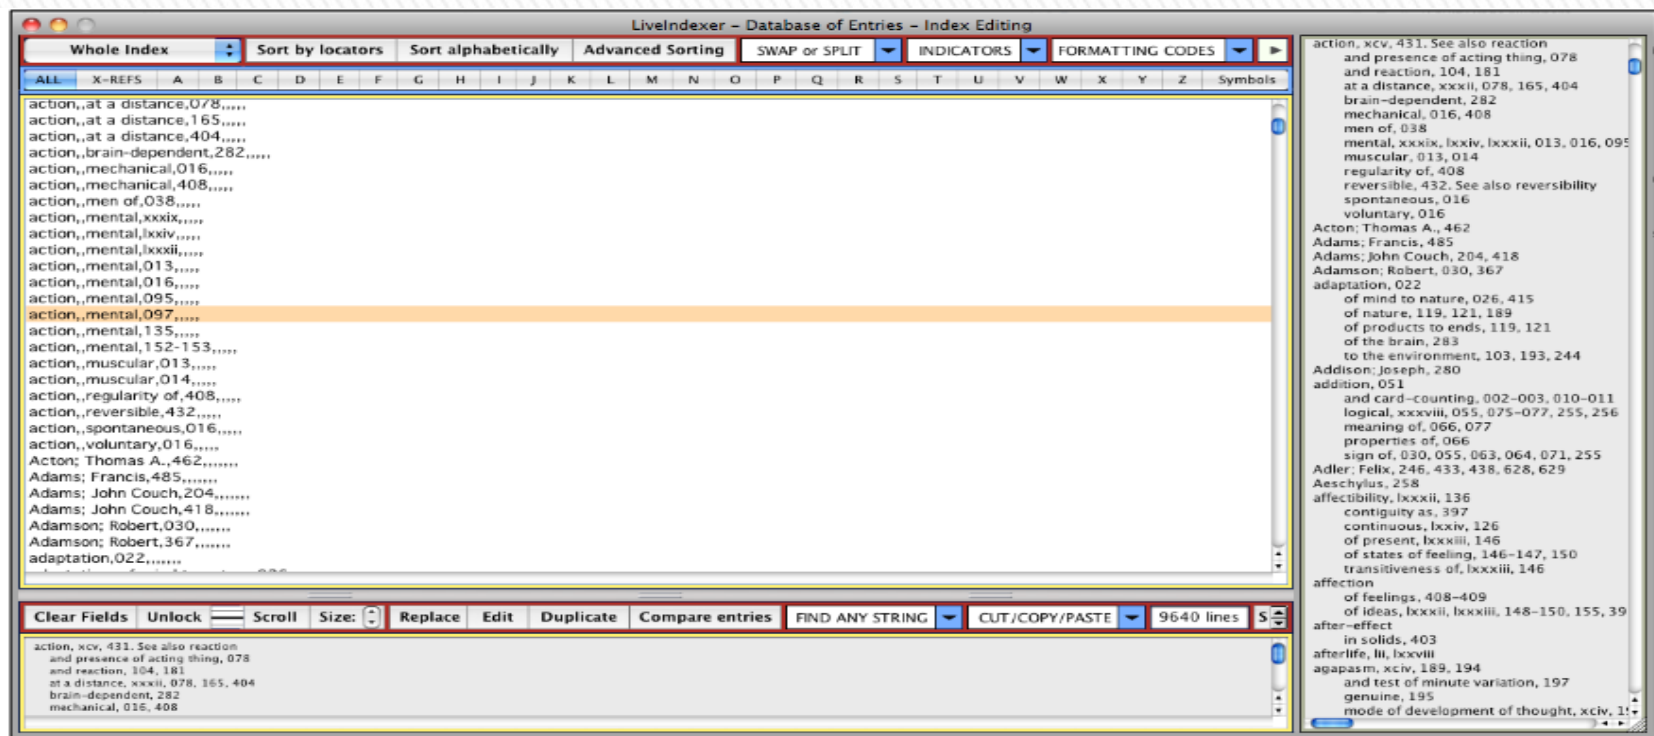 LiveIndexer – Database of Entries – Index Editing
Whole Index Sort by locators Sort alphabetically Advanced Sorting SWAP or SPLIT INDICATORS FORMATTING CODES
ALL X-REFS A B C D E F G H I J K L M N O P Q R S T U V W X Y Z Symbols
action,,at a distance,078,,,,,
action,,at a distance,165,,,,,
action,,at a distance,404,,,,,
action,,brain-dependent,282,,,,,
action,,mechanical,016,,,,,
action,,mechanical,408,,,,,
action,,men of,038,,,,,
action,,mental,xxxix,,,,,
action,,mental,lxxiv,,,,,
action,,mental,lxxxii,,,,,
action,,mental,013,,,,,
action,,mental,016,,,,,
action,,mental,095,,,,,
action,,mental,097,,,,,
action,,mental,135,,,,,
action,,mental,152-153,,,,,
action,,muscular,013,,,,,
action,,muscular,014,,,,,
action,,regularity of,408,,,,,
action,,reversible,432,,,,,
action,,spontaneous,016,,,,,
action,,voluntary,016,,,,,
Acton; Thomas A.,462,,,,,,,
Adams; Francis,485,,,,,,,
Adams; John Couch,204,,,,,,,
Adams; John Couch,418,,,,,,,
Adamson; Robert,030,,,,,,,
Adamson; Robert,367,,,,,,,
adaptation,022,,,,,,,
Clear Fields Unlock Scroll Size: Replace Edit Duplicate Compare entries FIND ANY STRING CUT/COPY/PASTE 9640 lines S
action, xcv, 431. See also reaction
and presence of acting thing, 078
and reaction, 104, 181
at a distance, xxxii, 078, 165, 404
brain-dependent, 282
mechanical, 016, 408
action, xcv, 431. See also reaction
and presence of acting thing, 078
and reaction, 104, 181
at a distance, xxxii, 078, 165, 404
brain-dependent, 282
mechanical, 016, 408
men of, 038
mental, xxxix, lxxiv, lxxxii, 013, 016, 095
muscular, 013, 014
regularity of, 408
reversible, 432. See also reversibility
spontaneous, 016
voluntary, 016
Acton; Thomas A., 462
Adams; Francis, 485
Adams; John Couch, 204, 418
Adamson; Robert, 030, 367
adaptation, 022
of mind to nature, 026, 415
of nature, 119, 121, 189
of products to ends, 119, 121
of the brain, 283
to the environment, 103, 193, 244
Addison; Joseph, 280
addition, 051
and card-counting, 002-003, 010-011
logical, xxxviii, 055, 075-077, 255, 256
meaning of, 066, 077
properties of, 066
sign of, 030, 055, 063, 064, 071, 255
Adler; Felix, 246, 433, 438, 628, 629
Aeschylus, 258
affectibility, lxxxii, 136
contiguity as, 397
continuous, lxxiv, 126
of present, lxxxiii, 146
of states of feeling, 146-147, 150
transitiveness of, lxxxiii, 146
affection
of feelings, 408-409
of ideas, lxxxii, lxxxiii, 148-150, 155, 39
after-effect
in solids, 403
afterlife, lii, lxxviii
agapasm, xciv, 189, 194
and test of minute variation, 197
genuine, 195
mode of development of thought, xciv,